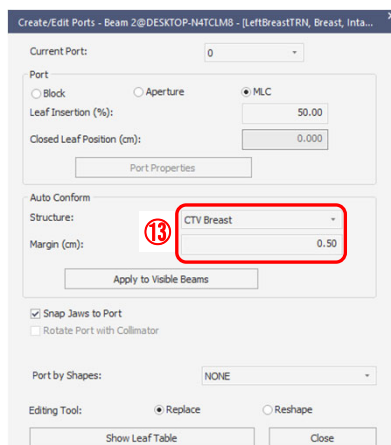 Create/Edit Ports - Beam 2@DESKTOP-N4TCLM8 - [LeftBreastTRN, Breast, Inta...
Current Port: 0
Port
Block Aperture MLC
Leaf Insertion (%): 50.00
Closed Leaf Position (cm): 0.000
Port Properties
Auto Conform
Structure: CTV Breast
⑬
Margin (cm): 0.50
Apply to Visible Beams
Snap Jaws to Port
Rotate Port with Collimator
Port by Shapes: NONE
Editing Tool: Replace Reshape
Show Leaf Table Close